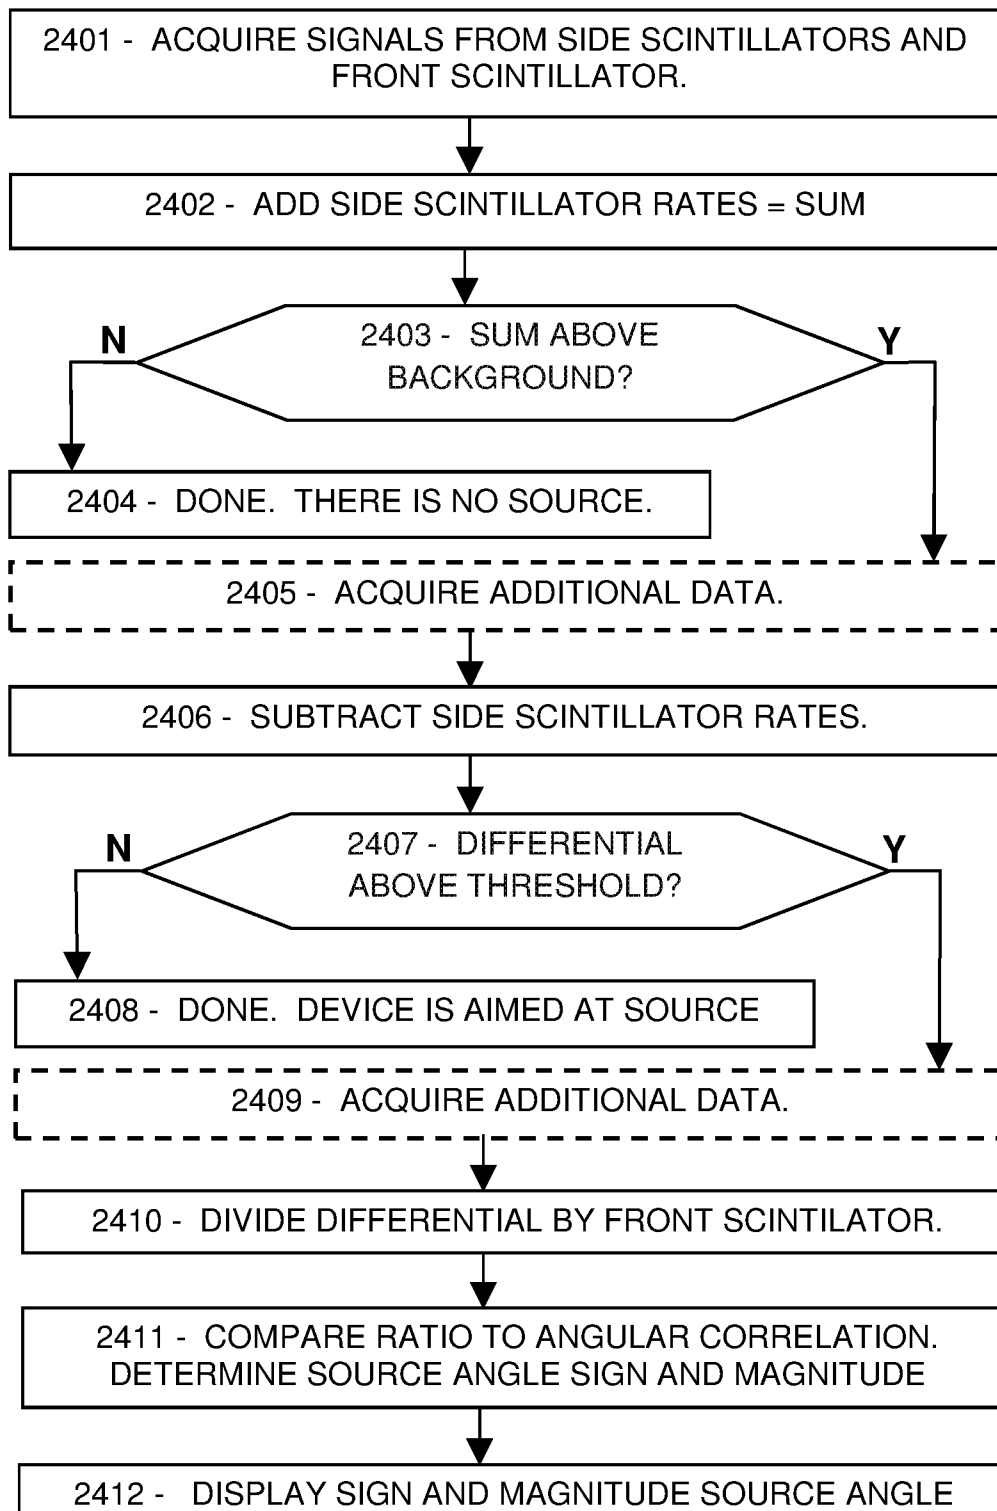 2401 - ACQUIRE SIGNALS FROM SIDE SCINTILLATORS AND
FRONT SCINTILLATOR.
2402 - ADD SIDE SCINTILLATOR RATES = SUM
N
2403 - SUM ABOVE
BACKGROUND?
Y
2404 - DONE. THERE IS NO SOURCE.
2405 - ACQUIRE ADDITIONAL DATA.
2406 - SUBTRACT SIDE SCINTILLATOR RATES.
N
2407 - DIFFERENTIAL
ABOVE THRESHOLD?
Y
2408 - DONE. DEVICE IS AIMED AT SOURCE
2409 - ACQUIRE ADDITIONAL DATA.
2410 - DIVIDE DIFFERENTIAL BY FRONT SCINTILATOR.
2411 - COMPARE RATIO TO ANGULAR CORRELATION.
DETERMINE SOURCE ANGLE SIGN AND MAGNITUDE
2412 - DISPLAY SIGN AND MAGNITUDE SOURCE ANGLE